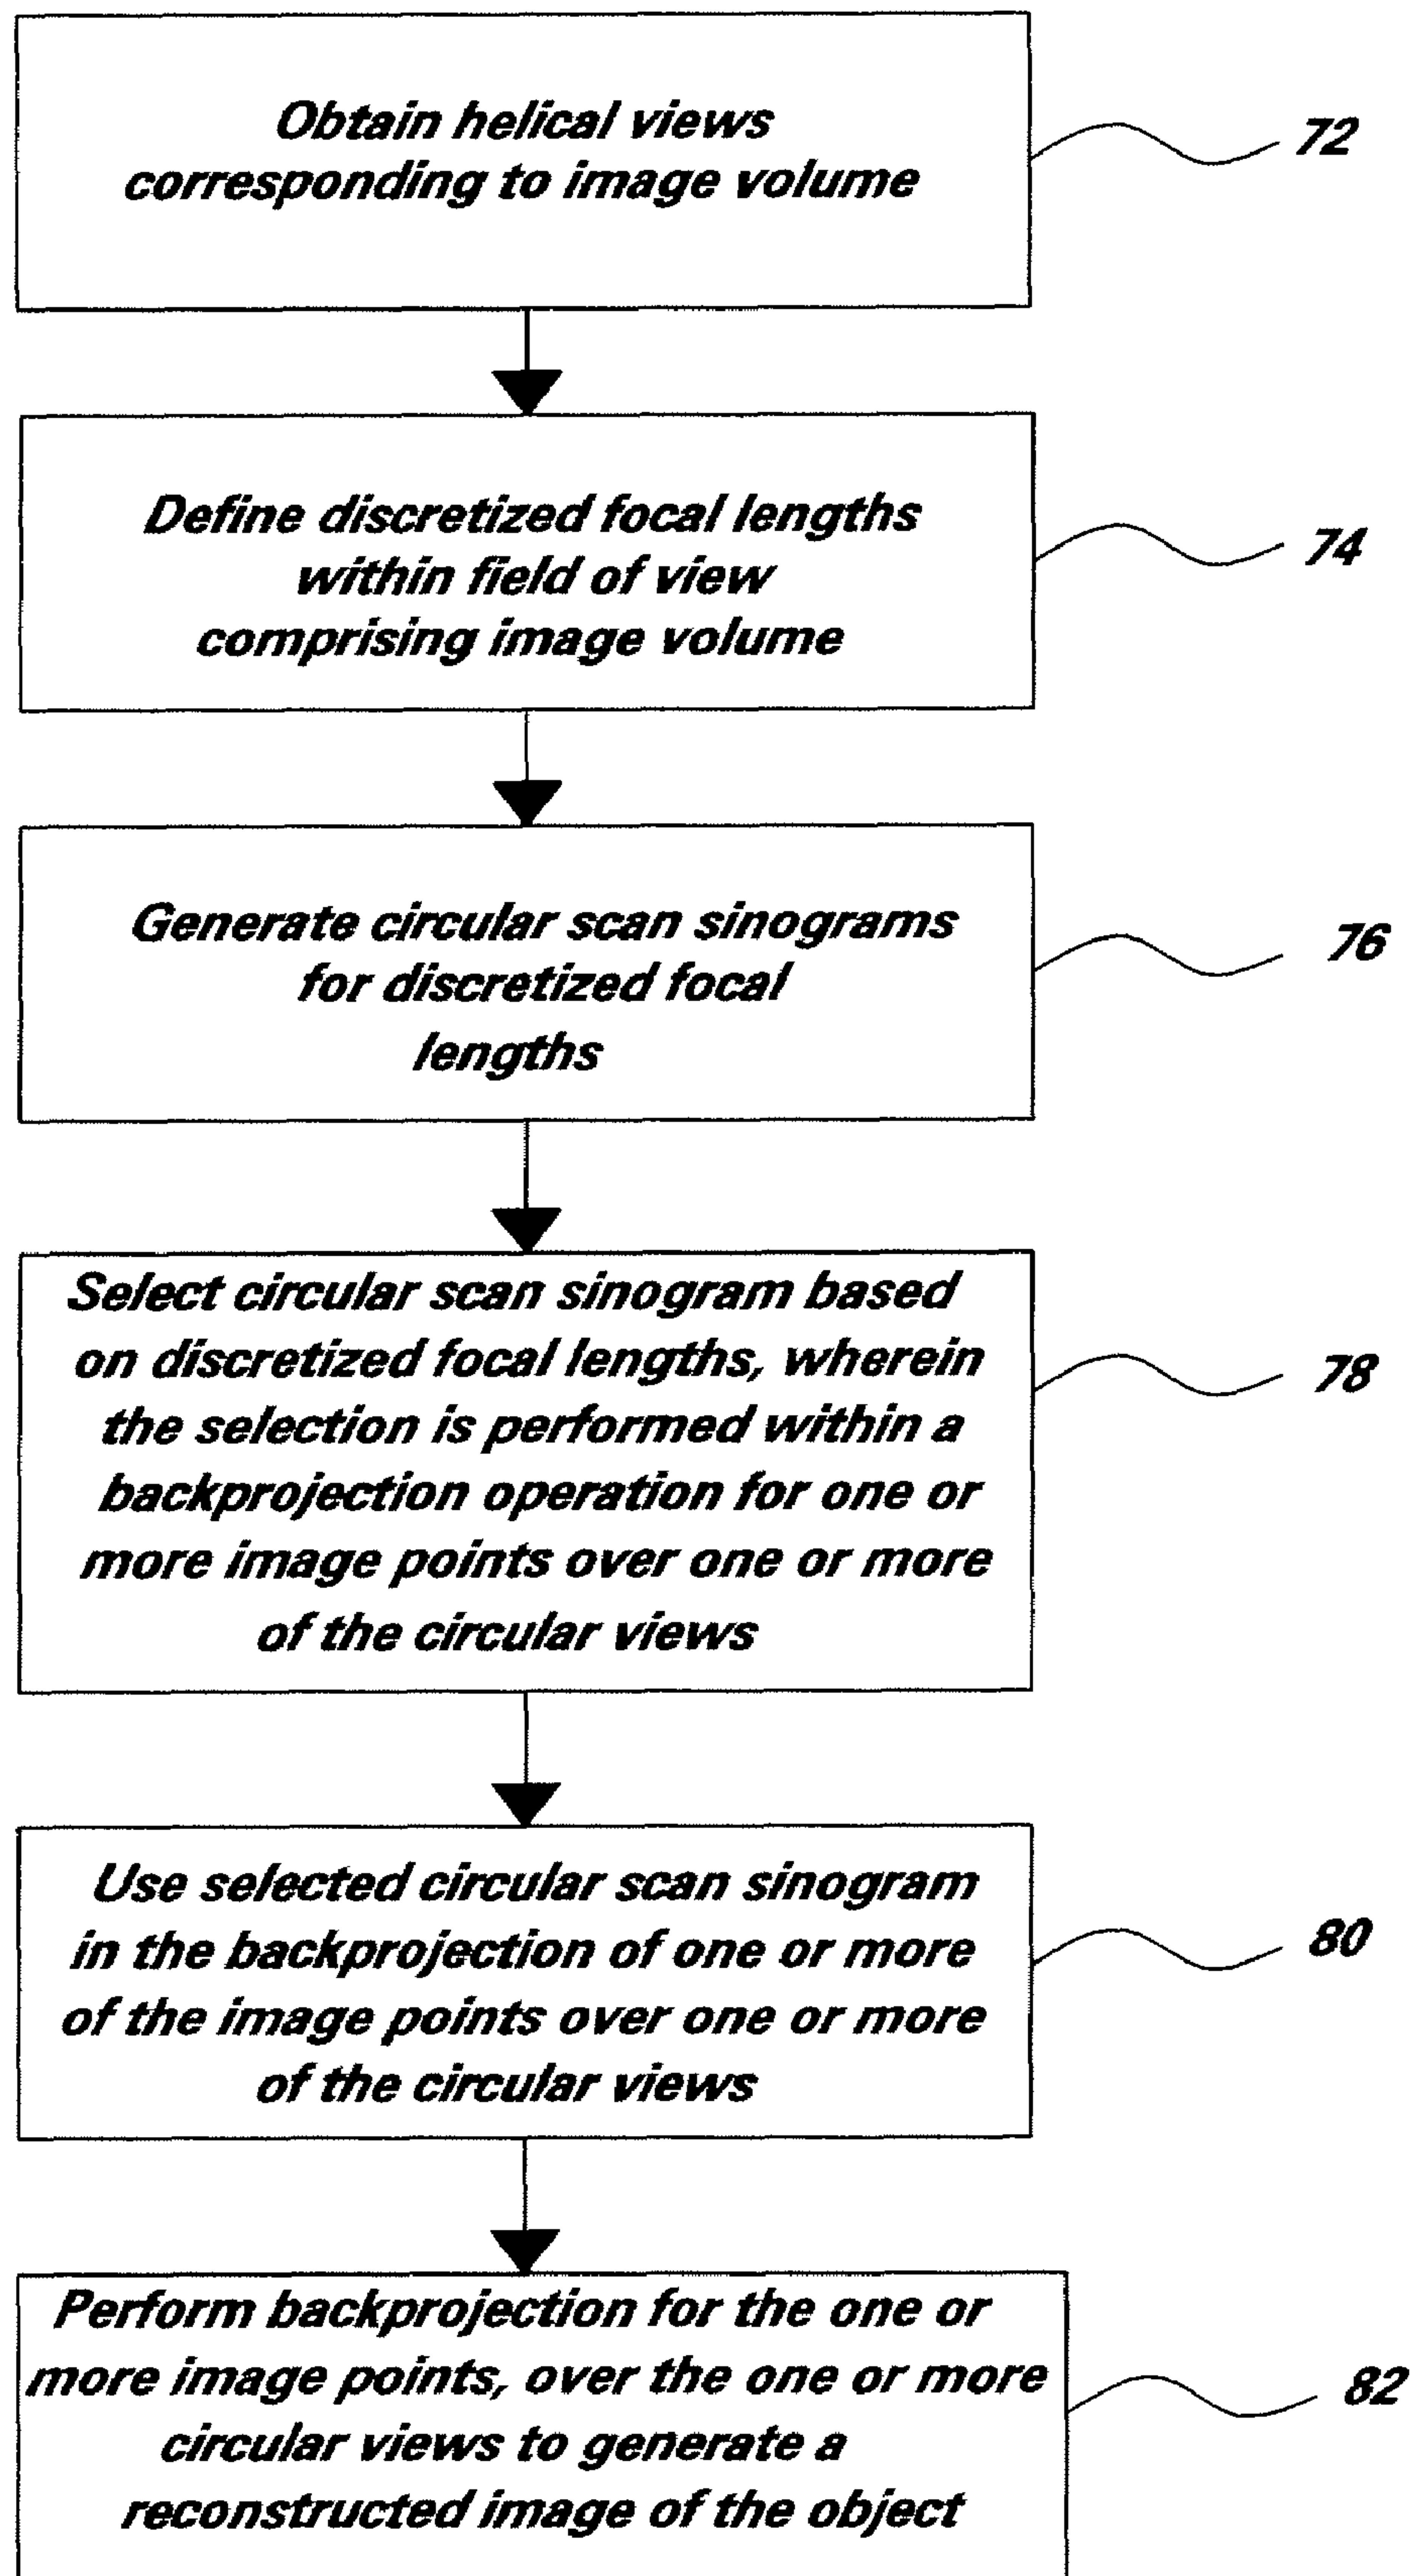 Obtain helical views
corresponding to image volume
72
Define discretized focal lengths
within field of view
comprising image volume
74
Generate circular scan sinograms
for discretized focal
lengths
76
Select circular scan sinogram based
on discretized focal lengths, wherein
the selection is performed within a
backprojection operation for one or
more image points over one or more
of the circular views
78
Use selected circular scan sinogram
in the backprojection of one or more
of the image points over one or more
of the circular views
80
Perform backprojection for the one or
more image points, over the one or more
circular views to generate a
reconstructed image of the object
82